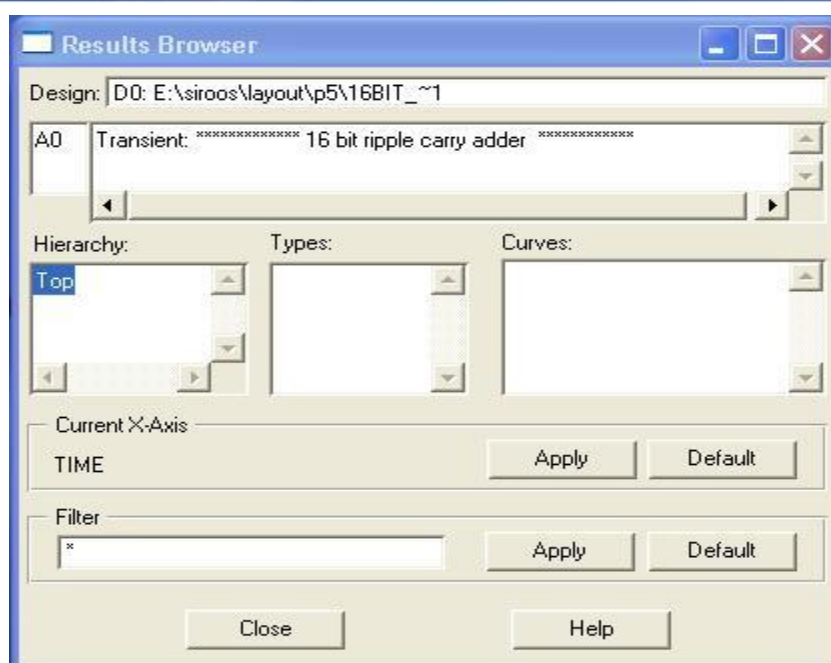 Results Browser
Design: D0: E:\siroos\layout\p5\16BIT_~1
A0 Transient: ************* 16 bit ripple carry adder ************
Hierarchy: Types: Curves:
Top
Current X-Axis
TIME Apply Default
Filter
* Apply Default
Close Help